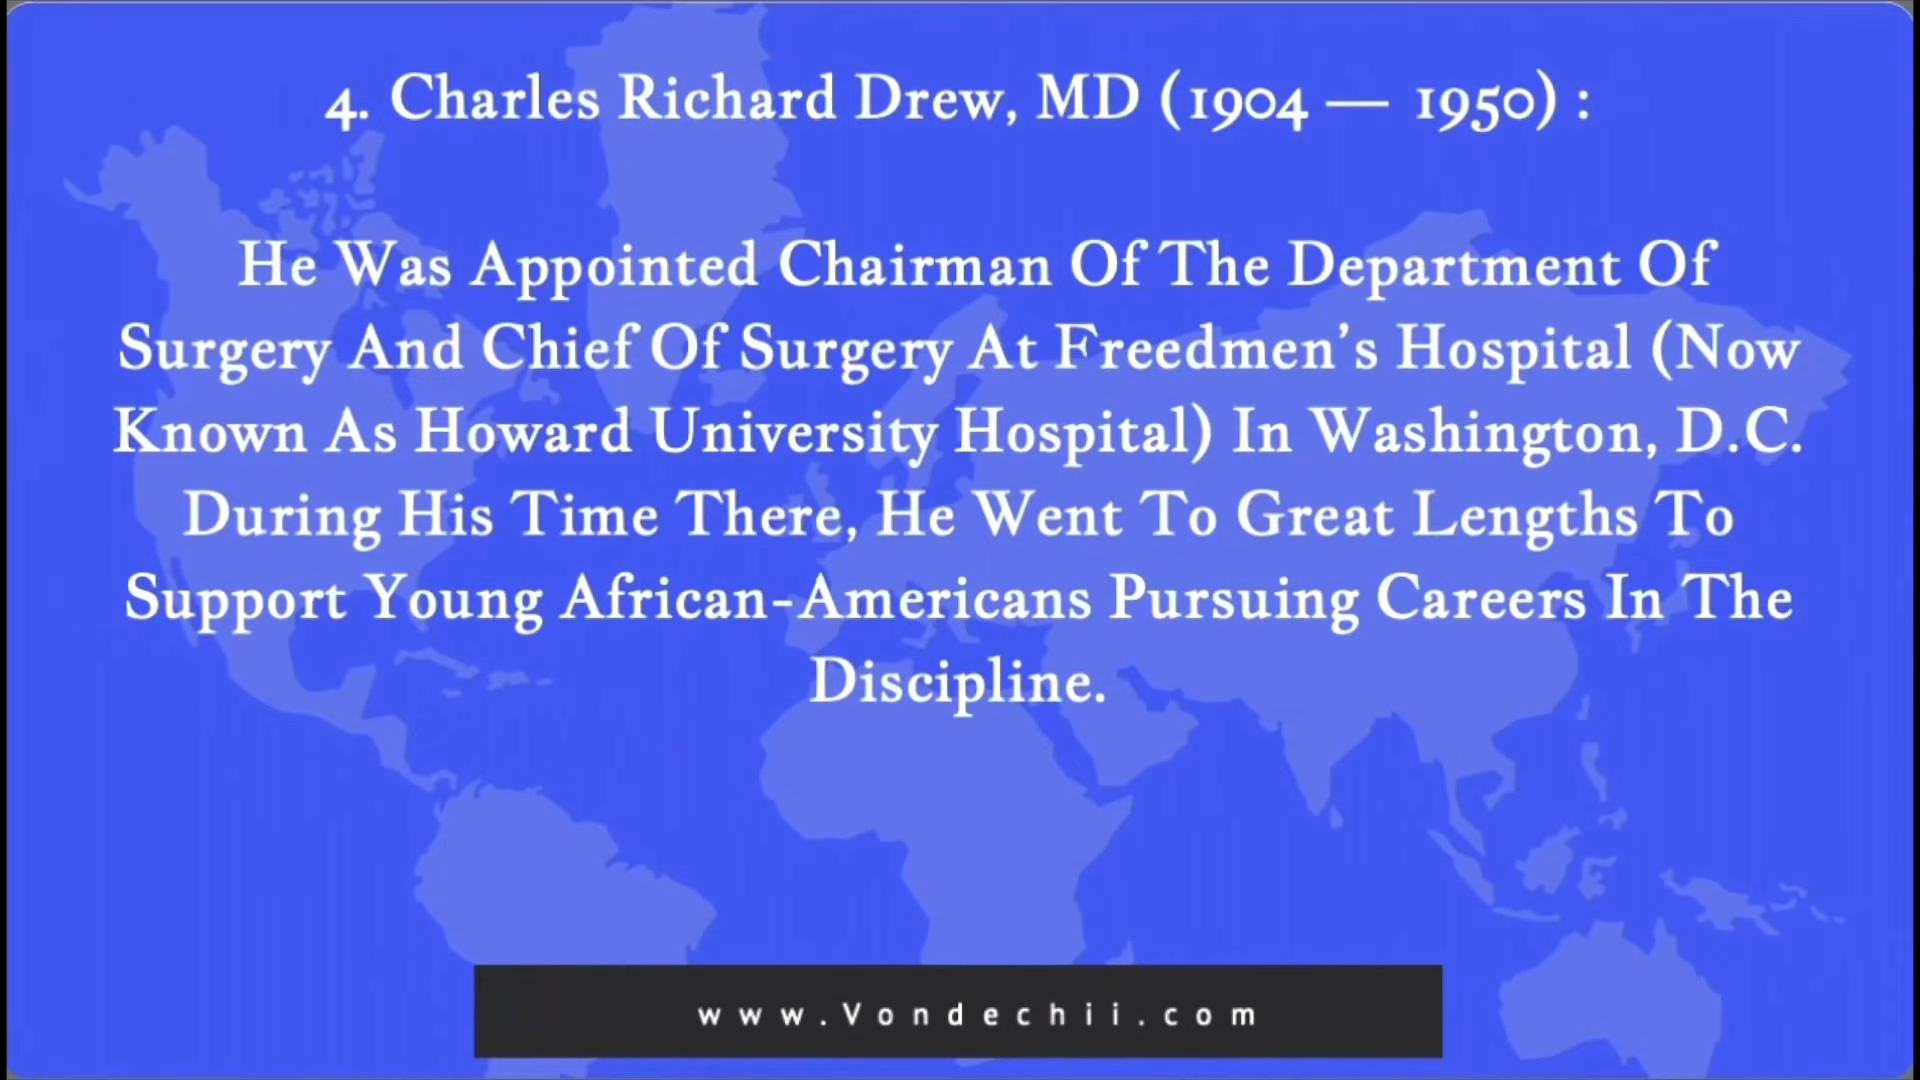 4. Charles Richard Drew, MD (1904 — 1950) :
He Was Appointed Chairman Of The Department Of
Surgery And Chief Of Surgery At Freedmen’s Hospital (Now
Known As Howard University Hospital) In Washington, D.C.
During His Time There, He Went To Great Lengths To
Support Young African-Americans Pursuing Careers In The
Discipline.
www.Vondechii.com